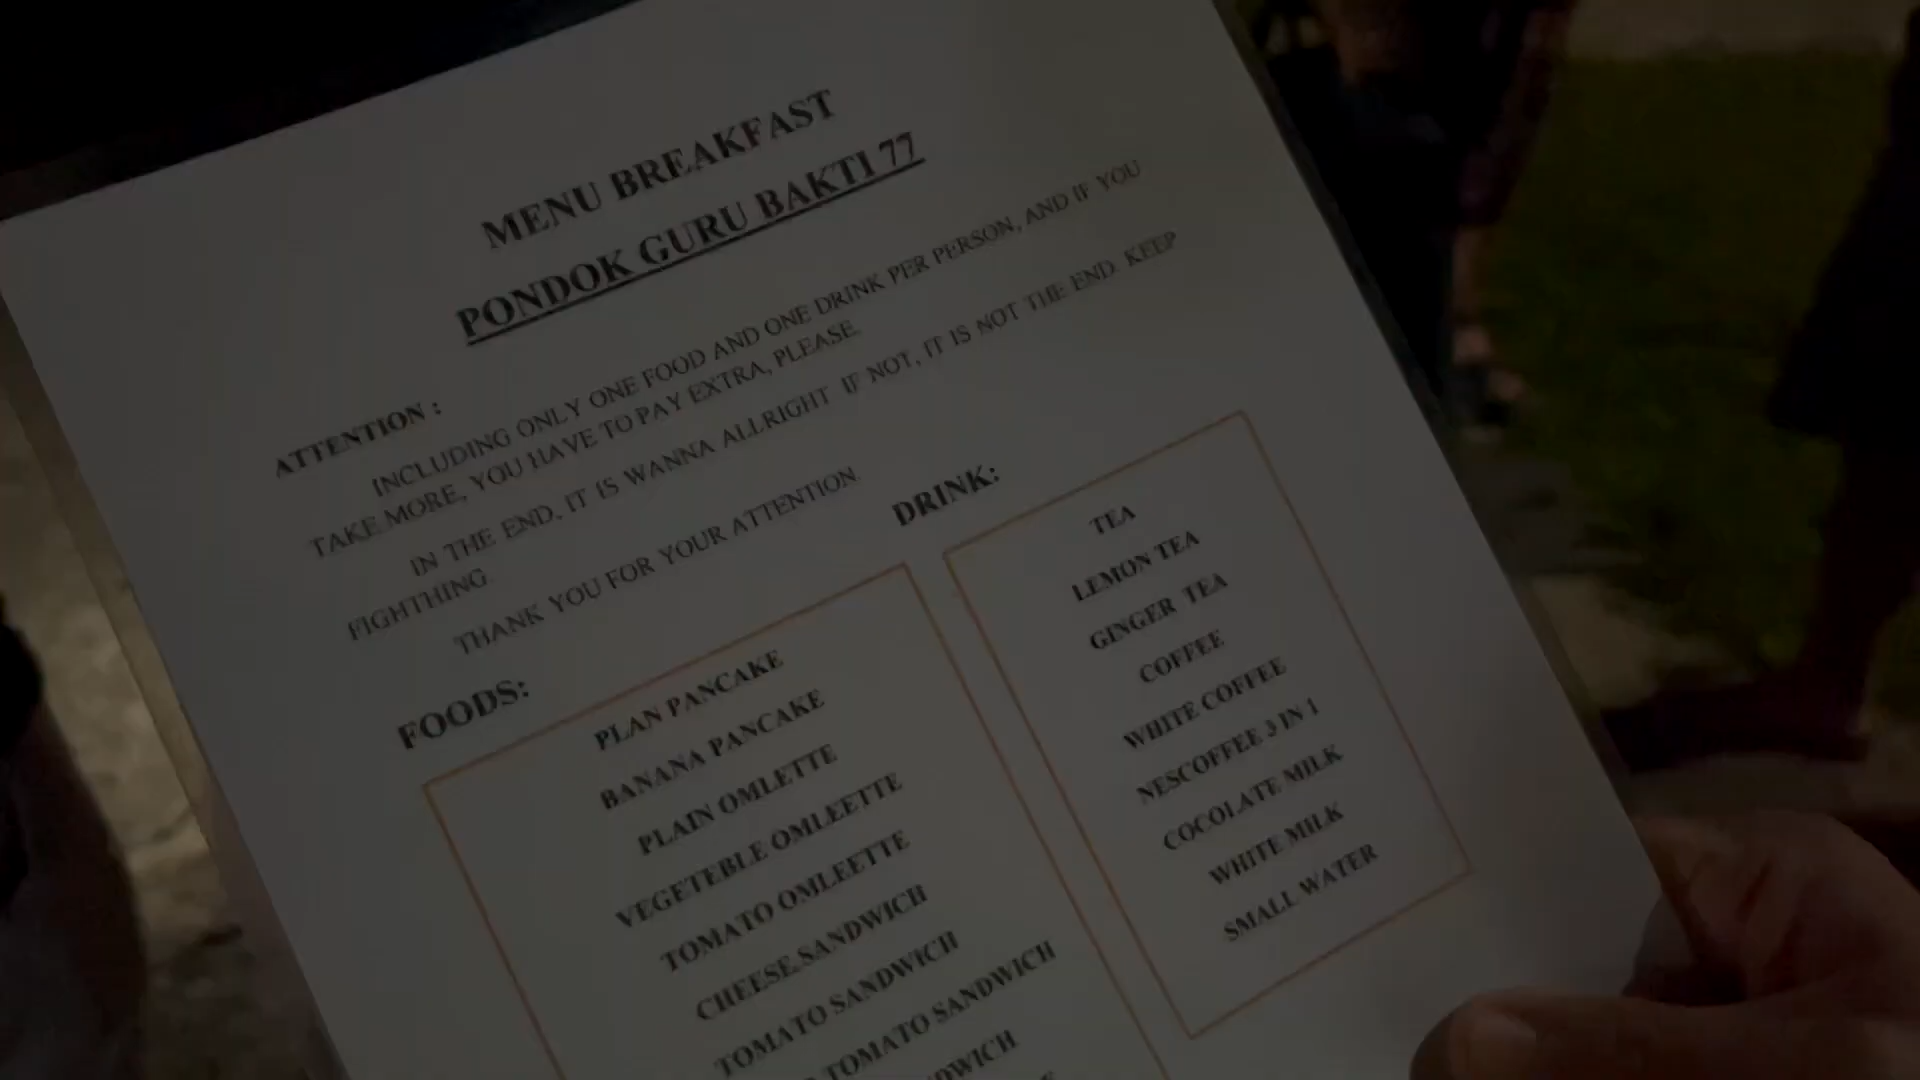 MENU BREAKFAST
PONDOK GURU BAKTI 77
ATTENTION :
INCLUDING ONLY ONE FOOD AND ONE DRINK PER PERSON, AND IF YOU
TAKE MORE, YOU HAVE TO PAY EXTRA, PLEASE.
IN THE END, IT IS WANNA ALLRIGHT IF NOT, IT IS NOT THE END KEEP
FIGHTHING.
THANK YOU FOR YOUR ATTENTION.
FOODS:
PLAN PANCAKE
BANANA PANCAKE
PLAIN OMLETTE
VEGETEBLE OMLEETTE
TOMATO OMLEETTE
CHEESE SANDWICH
TOMATO SANDWICH
TOMATO SANDWICH
DRINK:
TEA
LEMON TEA
GINGER TEA
COFFEE
WHITE COFFEE
NESCOFFEE 3 IN 1
COCOLATE MILK
WHITE MILK
SMALL WATER